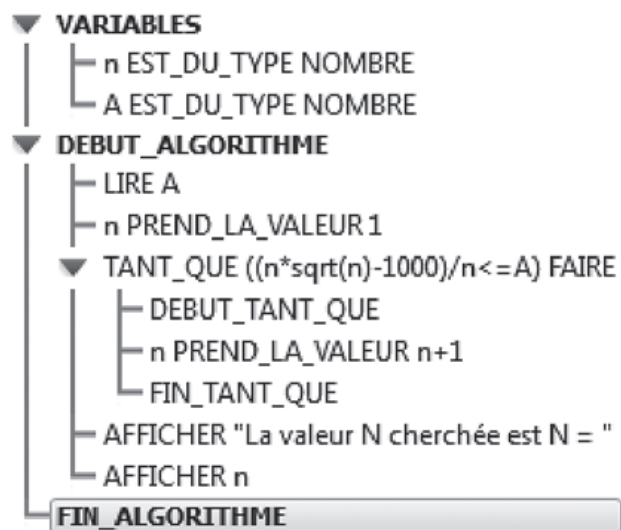 VARIABLES
n EST_DU_TYPE NOMBRE
A EST_DU_TYPE NOMBRE
DEBUT_ALGORITHME
LIRE A
n PREND_LA_VALEUR 1
TANT_QUE ((n*sqrt(n)-1000)/n<=A) FAIRE
DEBUT_TANT_QUE
n PREND_LA_VALEUR n+1
FIN_TANT_QUE
AFFICHER "La valeur N cherchée est N = "
AFFICHER n
FIN_ALGORITHME